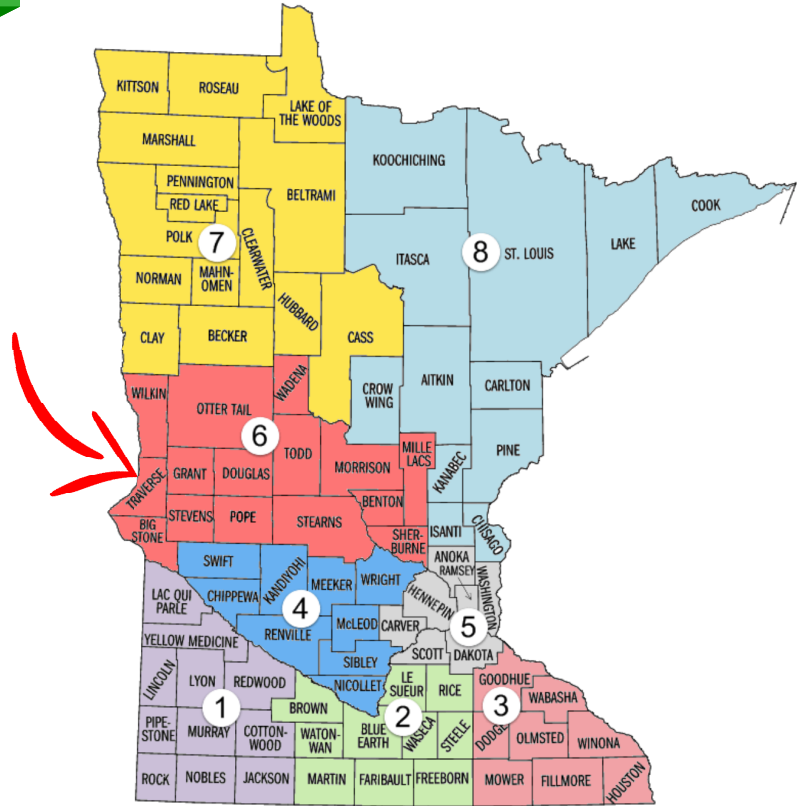 KITTSON
ROSEAU
LAKE OF
THE WOODS
MARSHALL
KOOCHICHING
PENNINGTON
BELTRAMI
RED LAKE
COOK
POLK
7
CLEARWATER
ITASCA
8
ST. LOUIS
LAKE
NORMAN
MAHN-
OMEN
HUBBARD
CLAY
BECKER
CASS
WADENA
AITKIN
CARLTON
WILKIN
OTTER TAIL
CROW
WING
6
TODD
MILLE
LACS
PINE
MORRISON
KANABEC
TRAVERSE
GRANT
DOUGLAS
BENTON
BIG
STONE
STEVENS
POPE
STEARNS
SHER-
BURNE
ISANTI
CHISAGO
SWIFT
KANDIYOHI
MEEKER
WRIGHT
ANOKA
RAMSEY
WASHINGTON
LAC QUI
PARLE
CHIPPEWA
HENNEPIN
4
McLEOD
CARVER
5
YELLOW MEDICINE
RENVILLE
SCOTT
DAKOTA
SIBLEY
LINCOLN
LYON
REDWOOD
NICOLLET
LE
SUEUR
RICE
GOODHUE
WABASHA
1
BROWN
2
3
PIPE-
STONE
MURRAY
COTTON-
WOOD
WATON-
WAN
BLUE
EARTH
WASECA
STEELE
DODGE
OLMSTED
WINONA
ROCK
NOBLES
JACKSON
MARTIN
FARIBAULT
FREEBORN
MOWER
FILLMORE
HOUSTON